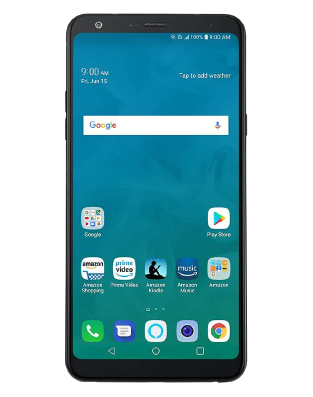 100% 9:00 AM
9:00 AM
Fri, Jun 15
Tap to add weather
Google
Google
Play Store
amazon
prime video
music
Amazon Shopping
Prime Video
Amazon Kindle
Amazon Music
Amazon